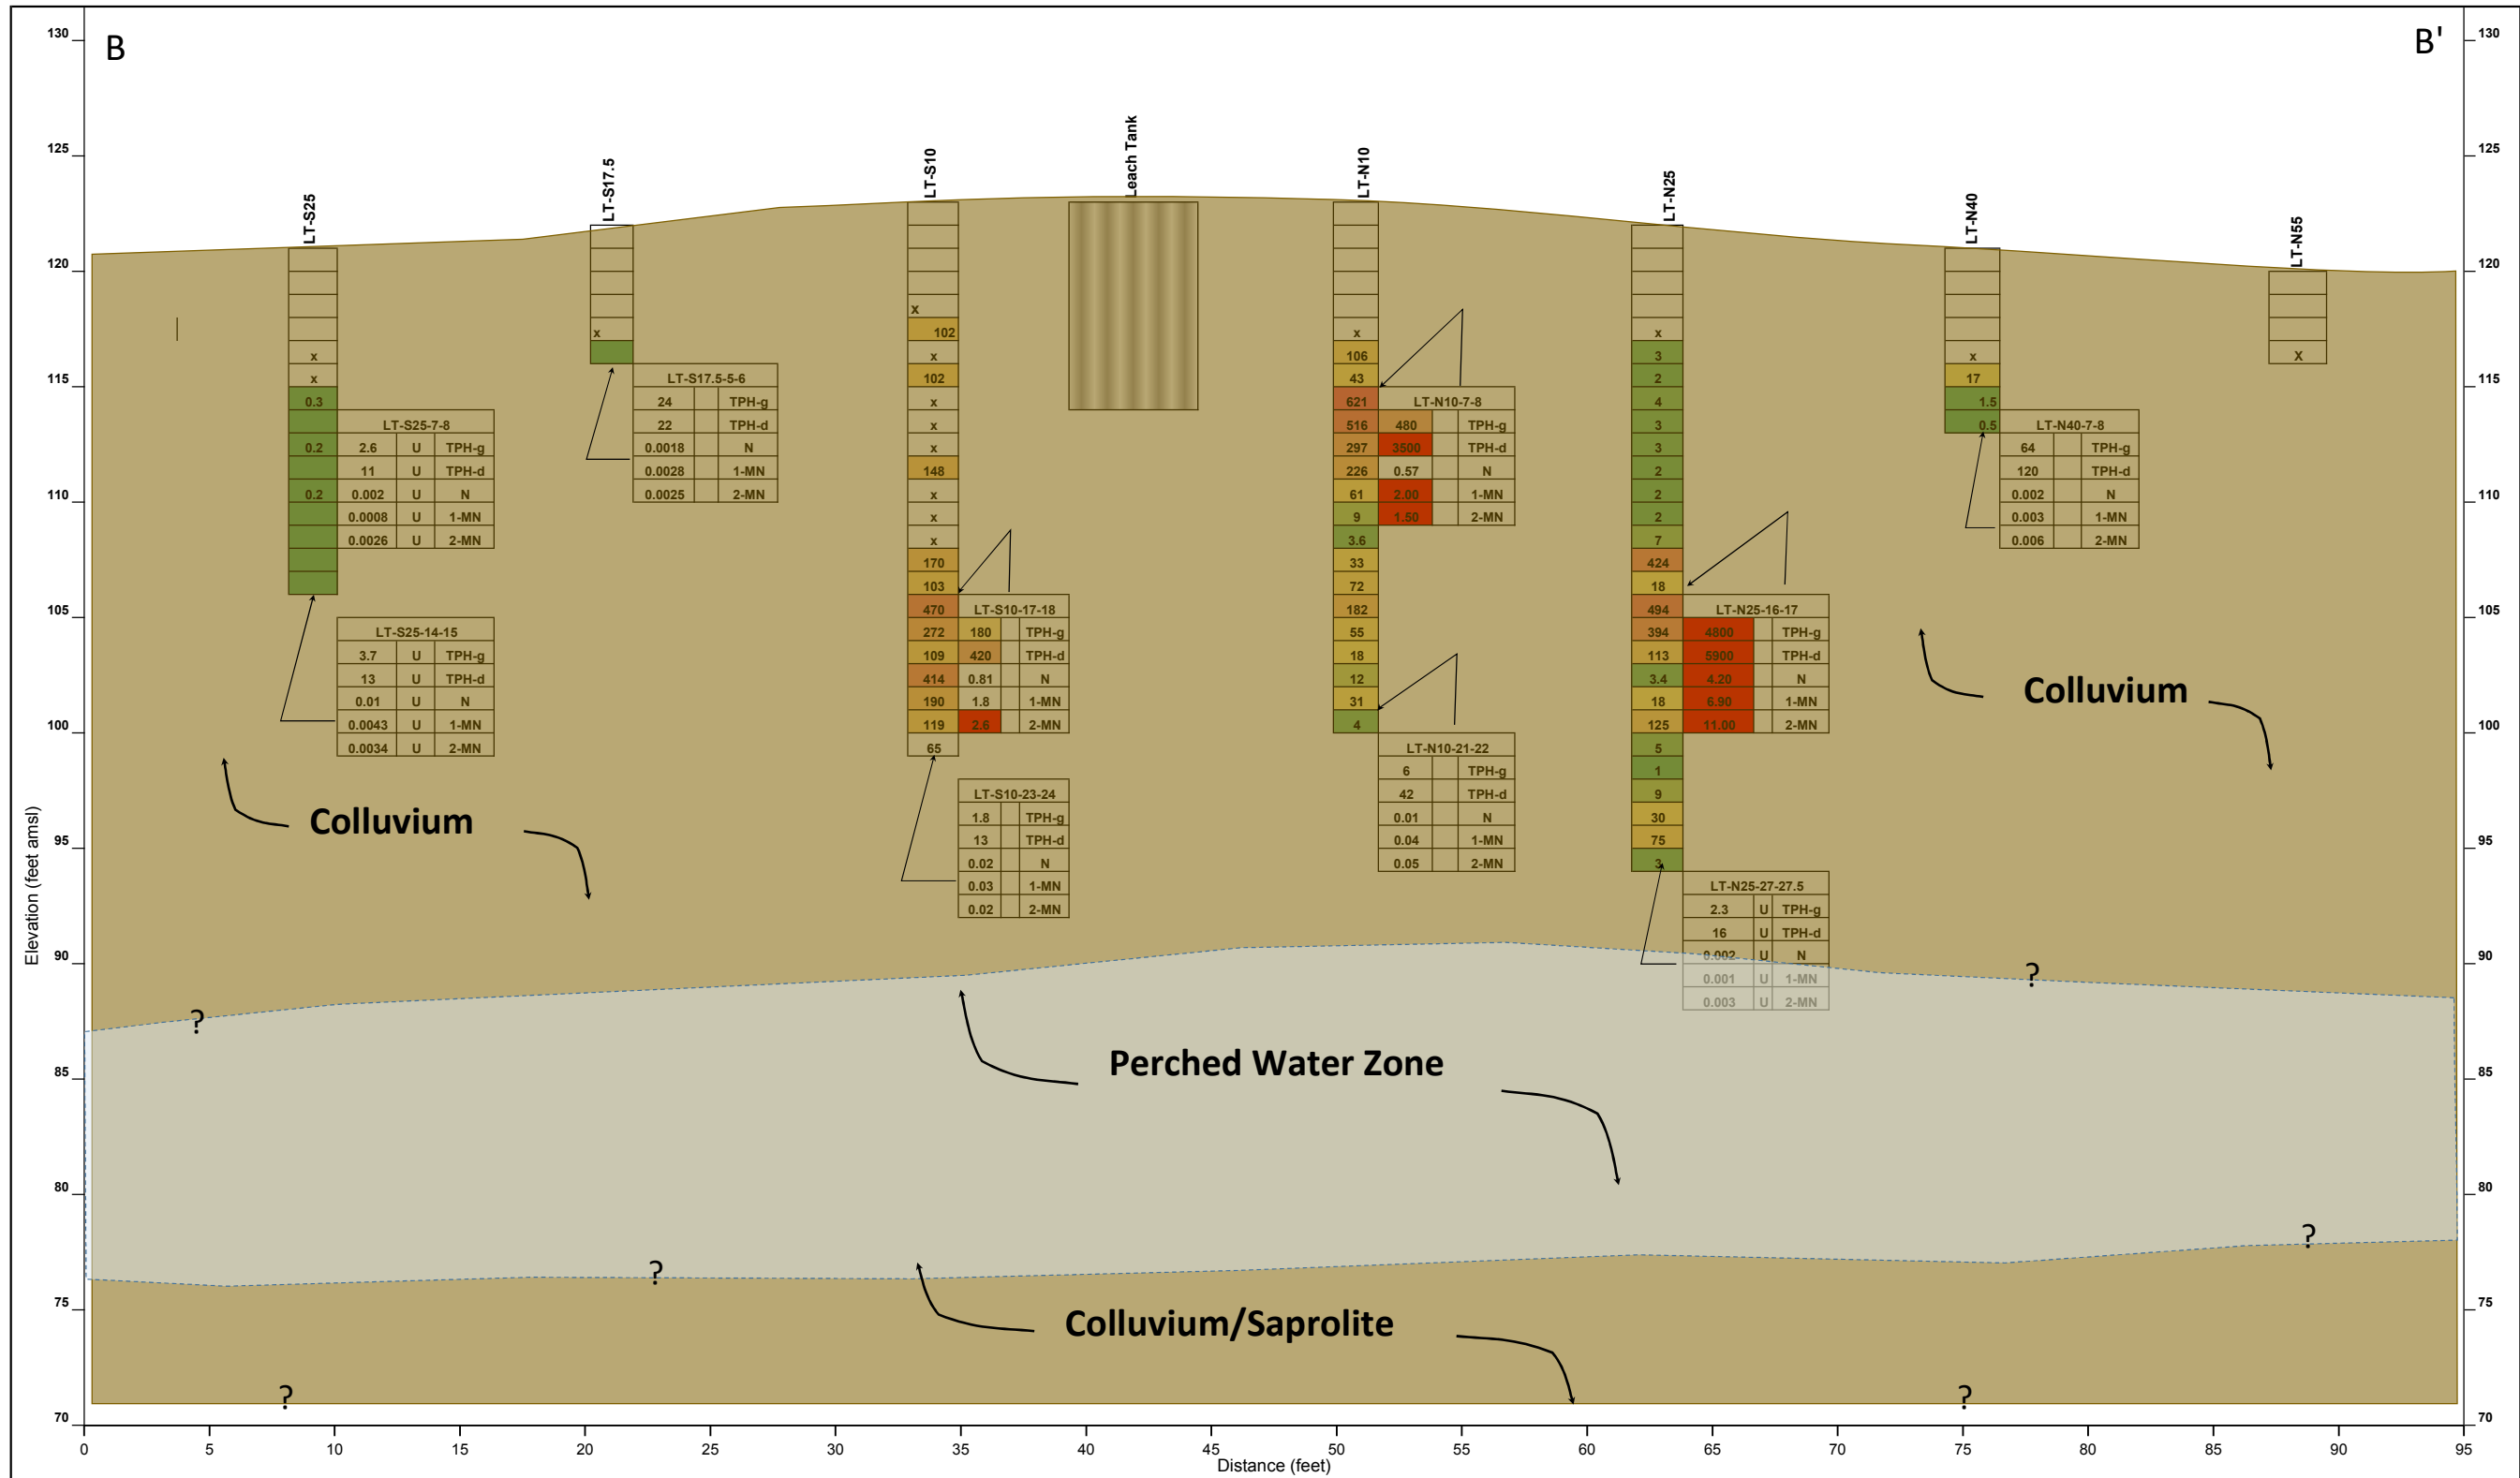 B
B'
130
125
120
115
110
105
100
95
90
85
80
75
70
Elevation (feet amsl)
130
125
120
115
110
105
100
95
90
85
80
75
70
LT-S25
x
x
0.3
0.2
0.2
LT-S25-7-8
2.6 U TPH-g
11 U TPH-d
0.002 U N
0.0008 U 1-MN
0.0026 U 2-MN
LT-S25-14-15
3.7 U TPH-g
13 U TPH-d
0.01 U N
0.0043 U 1-MN
0.0034 U 2-MN
LT-S17.5
x
LT-S17.5-5-6
24 TPH-g
22 TPH-d
0.0018 N
0.0028 1-MN
0.0025 2-MN
LT-S10
x
102
x
102
x
x
x
148
x
x
x
170
103
470
272
109
414
190
119
65
LT-S10-17-18
180 TPH-g
420 TPH-d
0.81 N
1.8 1-MN
2.6 2-MN
LT-S10-23-24
1.8 TPH-g
13 TPH-d
0.02 N
0.03 1-MN
0.02 2-MN
Leach Tank
LT-N10
x
106
43
621
516
297
226
61
9
3.6
33
72
182
55
18
12
31
4
LT-N10-7-8
480 TPH-g
3500 TPH-d
0.57 N
2.00 1-MN
1.50 2-MN
LT-N10-21-22
6 TPH-g
42 TPH-d
0.01 N
0.04 1-MN
0.05 2-MN
LT-N25
x
3
2
4
3
3
2
2
2
7
424
18
494
394
113
3.4
18
125
5
1
9
30
75
3
LT-N25-16-17
4800 TPH-g
5900 TPH-d
4.20 N
6.90 1-MN
11.00 2-MN
LT-N25-27-27.5
2.3 U TPH-g
16 U TPH-d
0.002 U N
0.001 U 1-MN
0.003 U 2-MN
LT-N40
x
17
1.5
0.5
LT-N40-7-8
64 TPH-g
120 TPH-d
0.002 N
0.003 1-MN
0.006 2-MN
LT-N55
X
Colluvium
Colluvium
?
?
Perched Water Zone
?
?
Colluvium/Saprolite
?
?
0 5 10 15 20 25 30 35 40 45 50 55 60 65 70 75 80 85 90 95
Distance (feet)